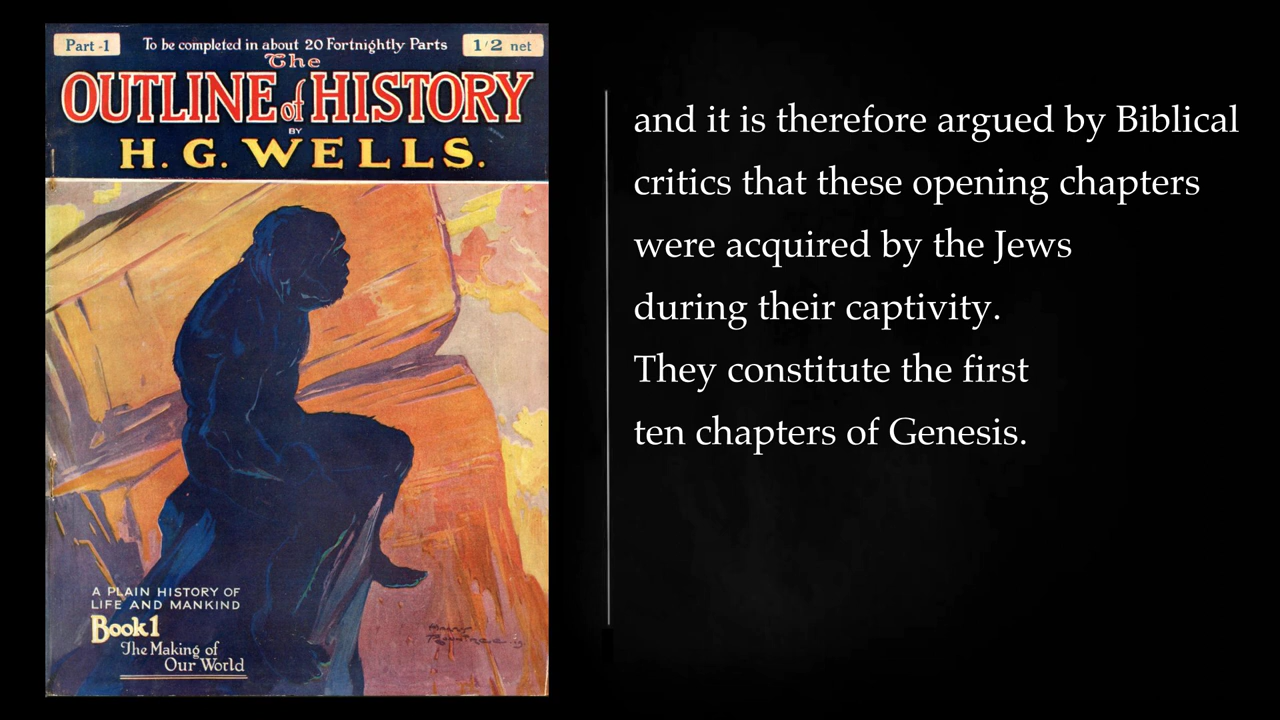 Part-1
To be completed in about 20 Fortnightly Parts
1/2 net
The
OUTLINE of HISTORY
BY
H. G. WELLS.
A PLAIN HISTORY OF
LIFE AND MANKIND
Book 1
The Making of
Our World
and it is therefore argued by Biblical
critics that these opening chapters
were acquired by the Jews
during their captivity.
They constitute the first
ten chapters of Genesis.